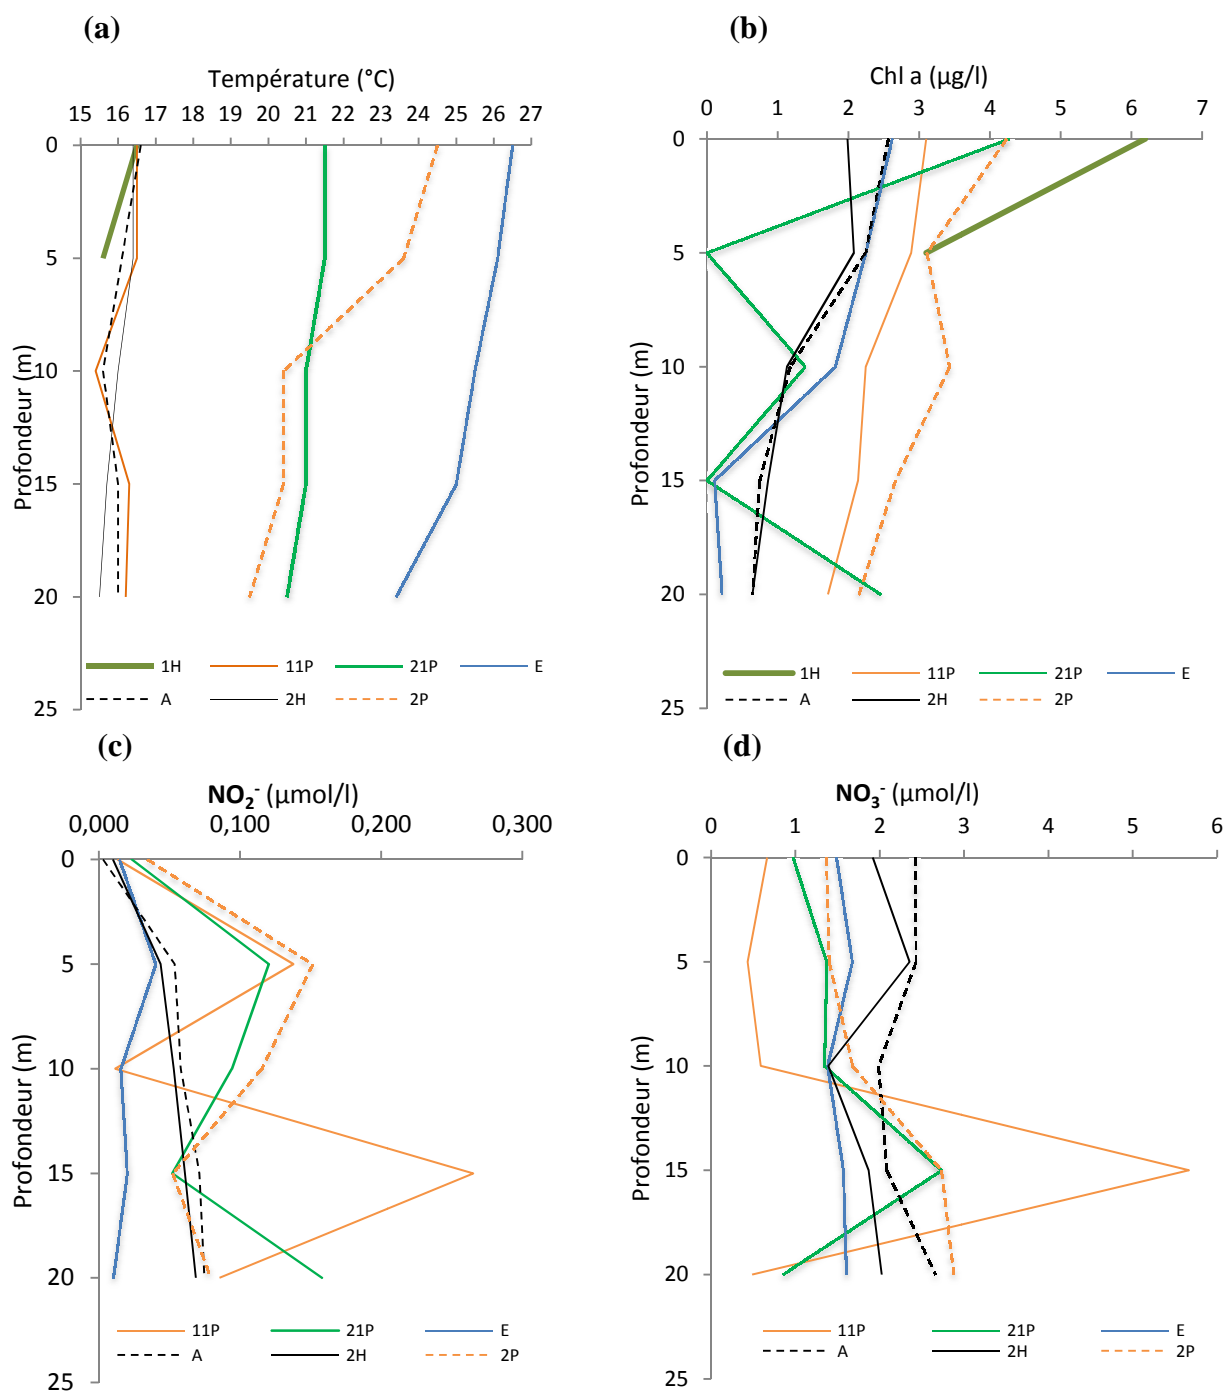 (a)
Température (°C)
15 16 17 18 19 20 21 22 23 24 25 26 27
0
5
10
15
20
25
Profondeur (m)
1H 11P 21P E
A 2H 2P
(b)
Chl a (µg/l)
0 1 2 3 4 5 6 7
0
5
10
15
20
25
Profondeur (m)
1H 11P 21P E
A 2H 2P
(c)
NO₂⁻ (µmol/l)
0,000 0,100 0,200 0,300
0
5
10
15
20
25
Profondeur (m)
11P 21P E
A 2H 2P
(d)
NO₃⁻ (µmol/l)
0 1 2 3 4 5 6
0
5
10
15
20
25
Profondeur (m)
11P 21P E
A 2H 2P